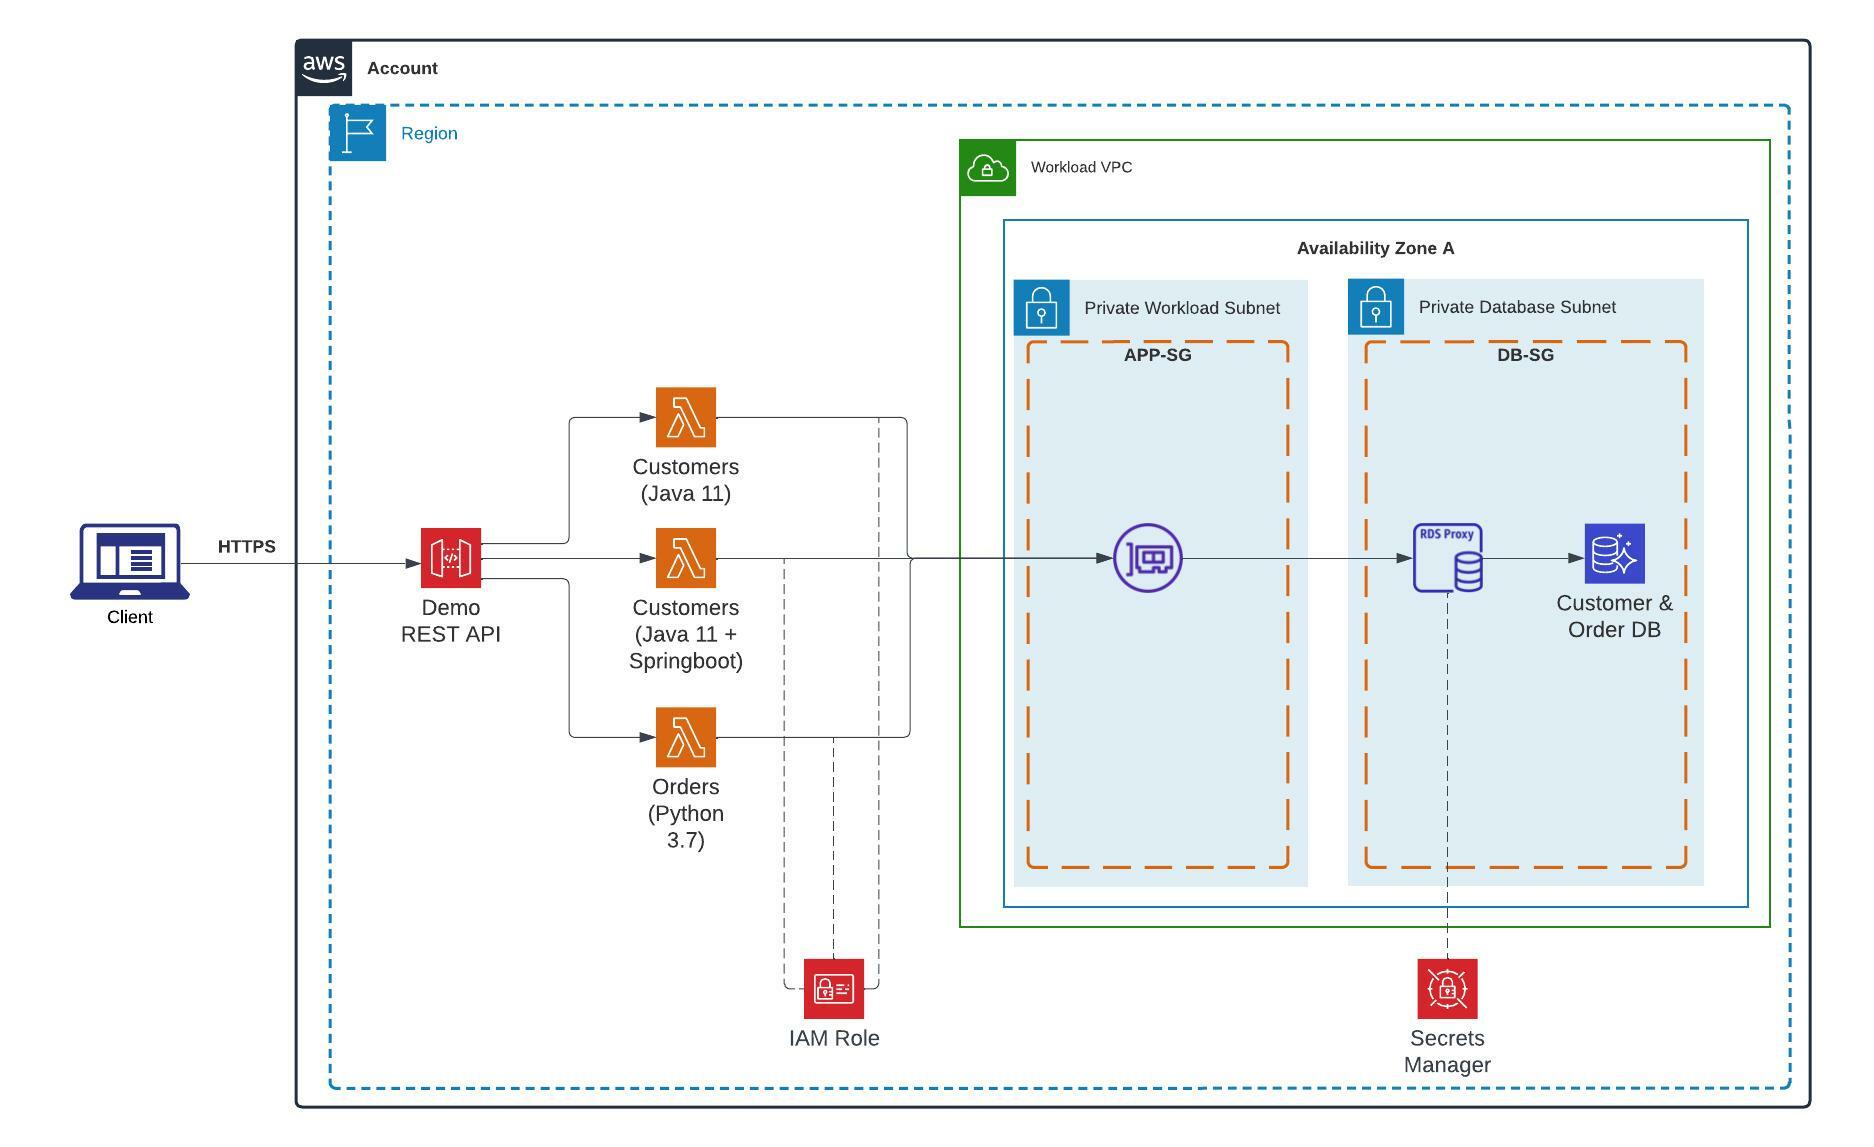 aws
Account
Region
Workload VPC
Availability Zone A
Private Workload Subnet
Private Database Subnet
APP-SG
DB-SG
HTTPS
Client
</>
Demo
REST API
Customers
(Java 11)
Customers
(Java 11 +
Springboot)
Orders
(Python
3.7)
RDS Proxy
Customer &
Order DB
IAM Role
Secrets
Manager